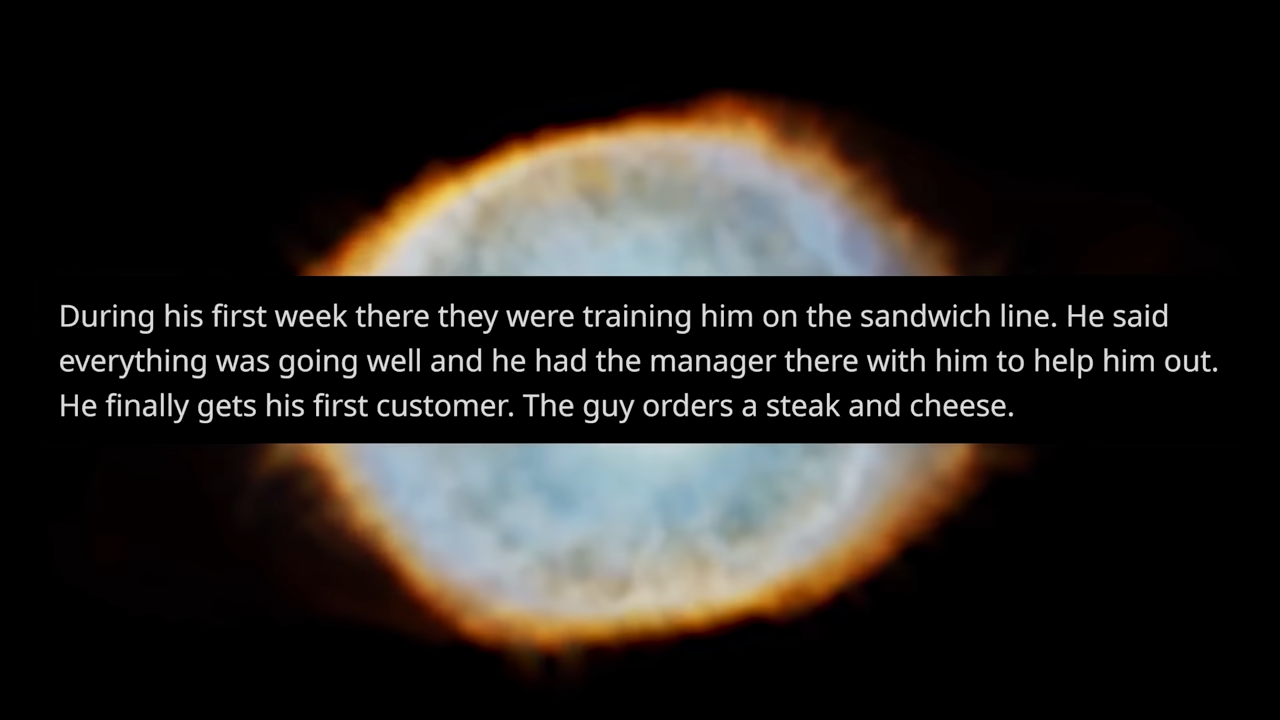 During his first week there they were training him on the sandwich line. He said
everything was going well and he had the manager there with him to help him out.
He finally gets his first customer. The guy orders a steak and cheese.